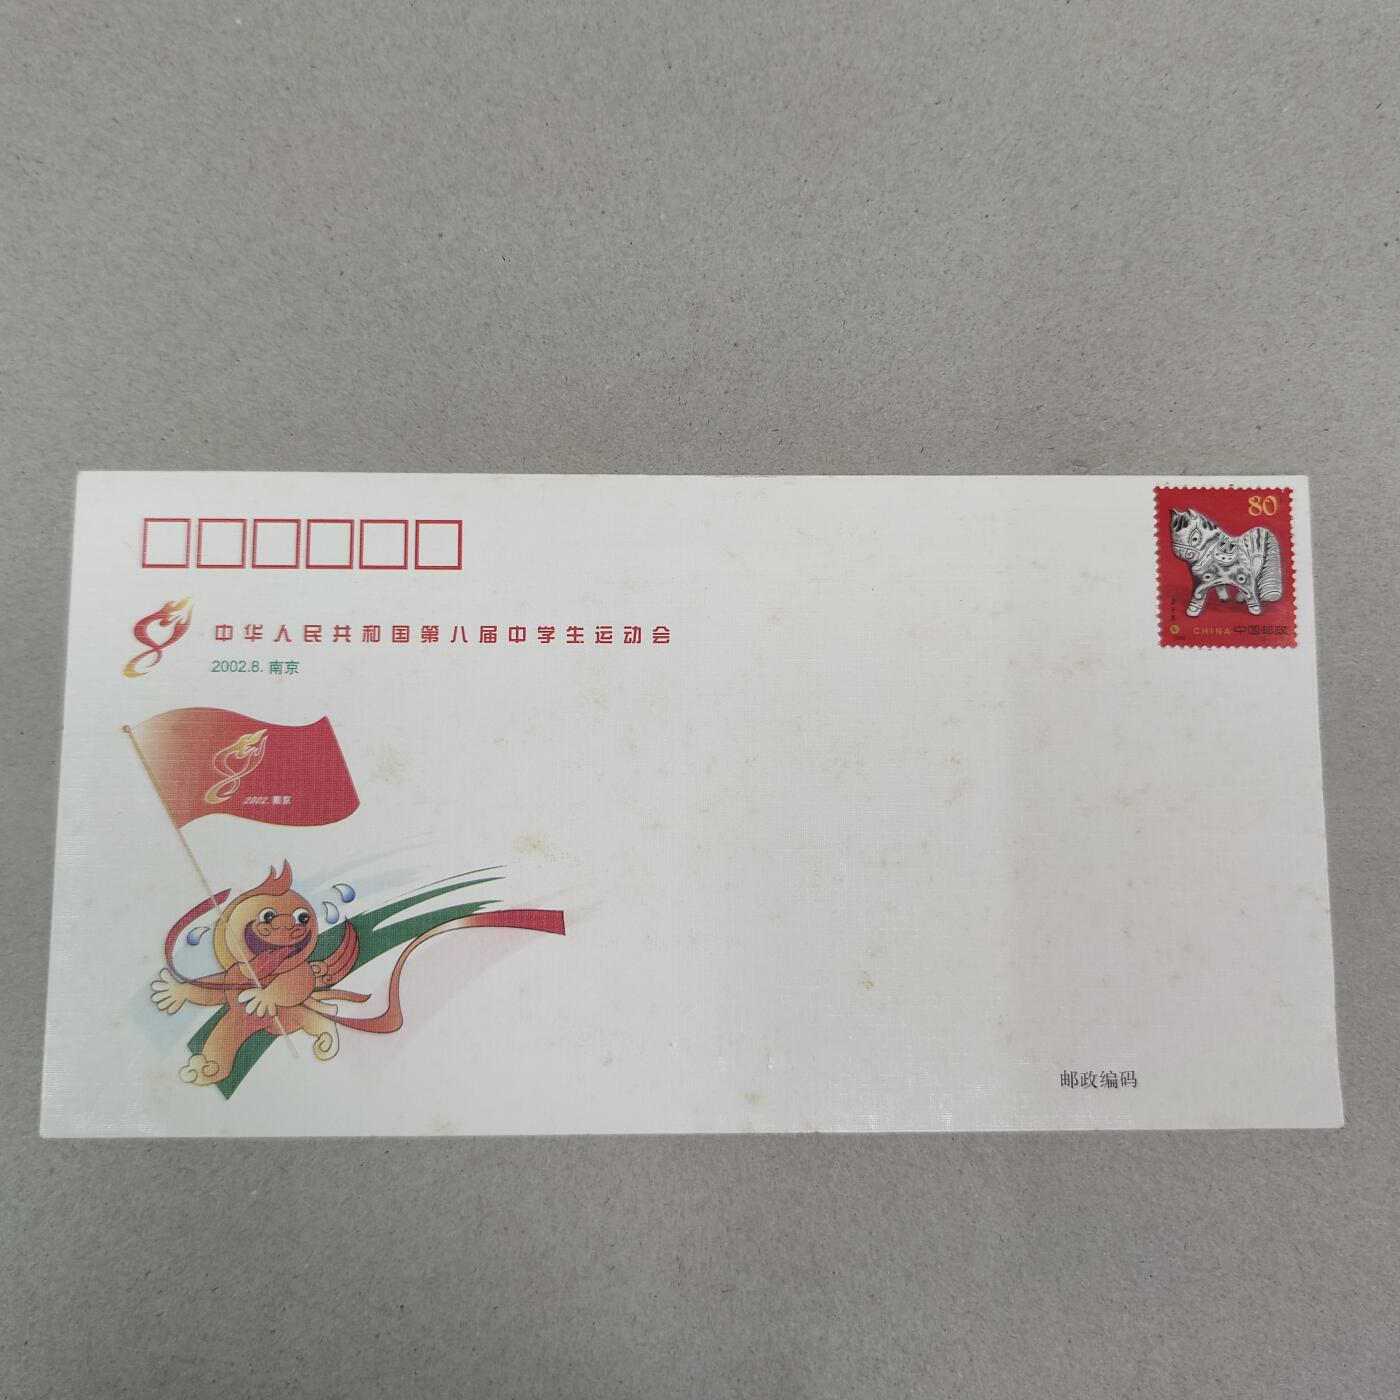 80
CHINA 中国邮政
中华人民共和国第八届中学生运动会
2002.8. 南京
2002. 南京
邮政编码